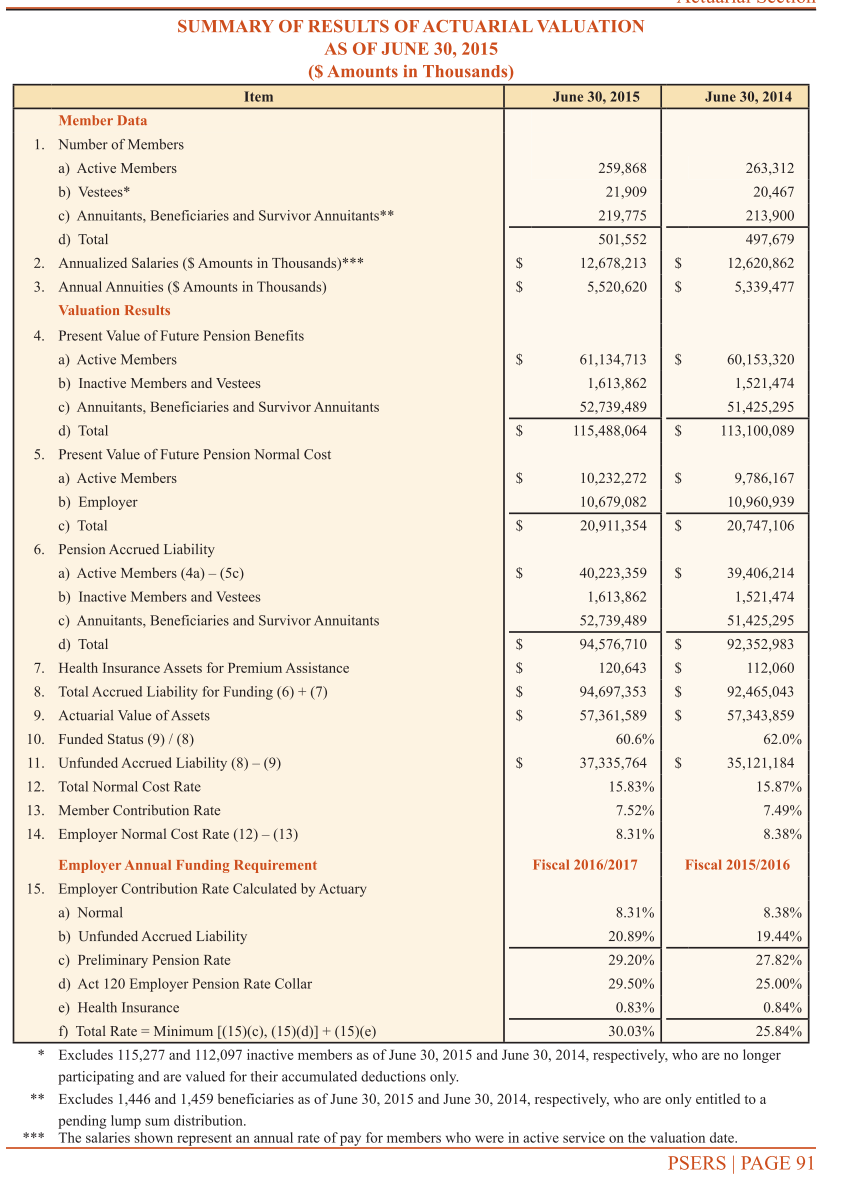 Actuarial Section
SUMMARY OF RESULTS OF ACTUARIAL VALUATION
AS OF JUNE 30, 2015
($ Amounts in Thousands)
Item June 30, 2015 June 30, 2014
Member Data
1. Number of Members
a) Active Members 259,868 263,312
b) Vestees* 21,909 20,467
c) Annuitants, Beneficiaries and Survivor Annuitants** 219,775 213,900
d) Total 501,552 497,679
2. Annualized Salaries ($ Amounts in Thousands)*** $ 12,678,213 $ 12,620,862
3. Annual Annuities ($ Amounts in Thousands) $ 5,520,620 $ 5,339,477
Valuation Results
4. Present Value of Future Pension Benefits
a) Active Members $ 61,134,713 $ 60,153,320
b) Inactive Members and Vestees 1,613,862 1,521,474
c) Annuitants, Beneficiaries and Survivor Annuitants 52,739,489 51,425,295
d) Total $ 115,488,064 $ 113,100,089
5. Present Value of Future Pension Normal Cost
a) Active Members $ 10,232,272 $ 9,786,167
b) Employer 10,679,082 10,960,939
c) Total $ 20,911,354 $ 20,747,106
6. Pension Accrued Liability
a) Active Members (4a) – (5c) $ 40,223,359 $ 39,406,214
b) Inactive Members and Vestees 1,613,862 1,521,474
c) Annuitants, Beneficiaries and Survivor Annuitants 52,739,489 51,425,295
d) Total $ 94,576,710 $ 92,352,983
7. Health Insurance Assets for Premium Assistance $ 120,643 $ 112,060
8. Total Accrued Liability for Funding (6) + (7) $ 94,697,353 $ 92,465,043
9. Actuarial Value of Assets $ 57,361,589 $ 57,343,859
10. Funded Status (9) / (8) 60.6% 62.0%
11. Unfunded Accrued Liability (8) – (9) $ 37,335,764 $ 35,121,184
12. Total Normal Cost Rate 15.83% 15.87%
13. Member Contribution Rate 7.52% 7.49%
14. Employer Normal Cost Rate (12) – (13) 8.31% 8.38%
Employer Annual Funding Requirement Fiscal 2016/2017 Fiscal 2015/2016
15. Employer Contribution Rate Calculated by Actuary
a) Normal 8.31% 8.38%
b) Unfunded Accrued Liability 20.89% 19.44%
c) Preliminary Pension Rate 29.20% 27.82%
d) Act 120 Employer Pension Rate Collar 29.50% 25.00%
e) Health Insurance 0.83% 0.84%
f) Total Rate = Minimum [(15)(c), (15)(d)] + (15)(e) 30.03% 25.84%
* Excludes 115,277 and 112,097 inactive members as of June 30, 2015 and June 30, 2014, respectively, who are no longer
participating and are valued for their accumulated deductions only.
** Excludes 1,446 and 1,459 beneficiaries as of June 30, 2015 and June 30, 2014, respectively, who are only entitled to a
pending lump sum distribution.
*** The salaries shown represent an annual rate of pay for members who were in active service on the valuation date.
PSERS | PAGE 91